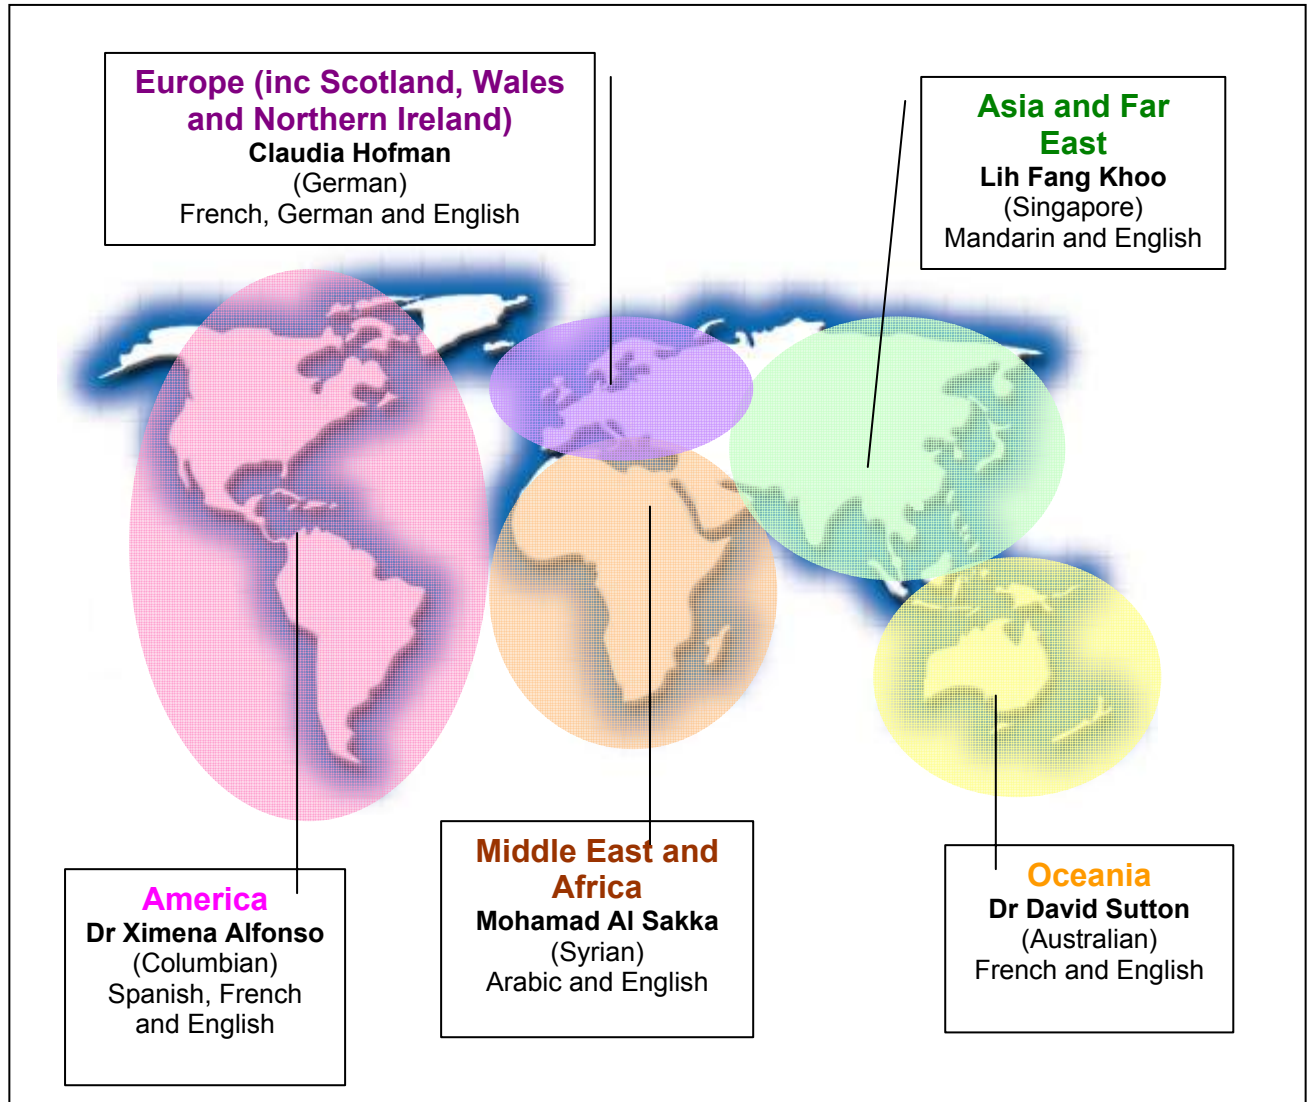 Europe (inc Scotland, Wales
and Northern Ireland)
Claudia Hofman
(German)
French, German and English
Asia and Far
East
Lih Fang Khoo
(Singapore)
Mandarin and English
America
Dr Ximena Alfonso
(Columbian)
Spanish, French
and English
Middle East and
Africa
Mohamad Al Sakka
(Syrian)
Arabic and English
Oceania
Dr David Sutton
(Australian)
French and English